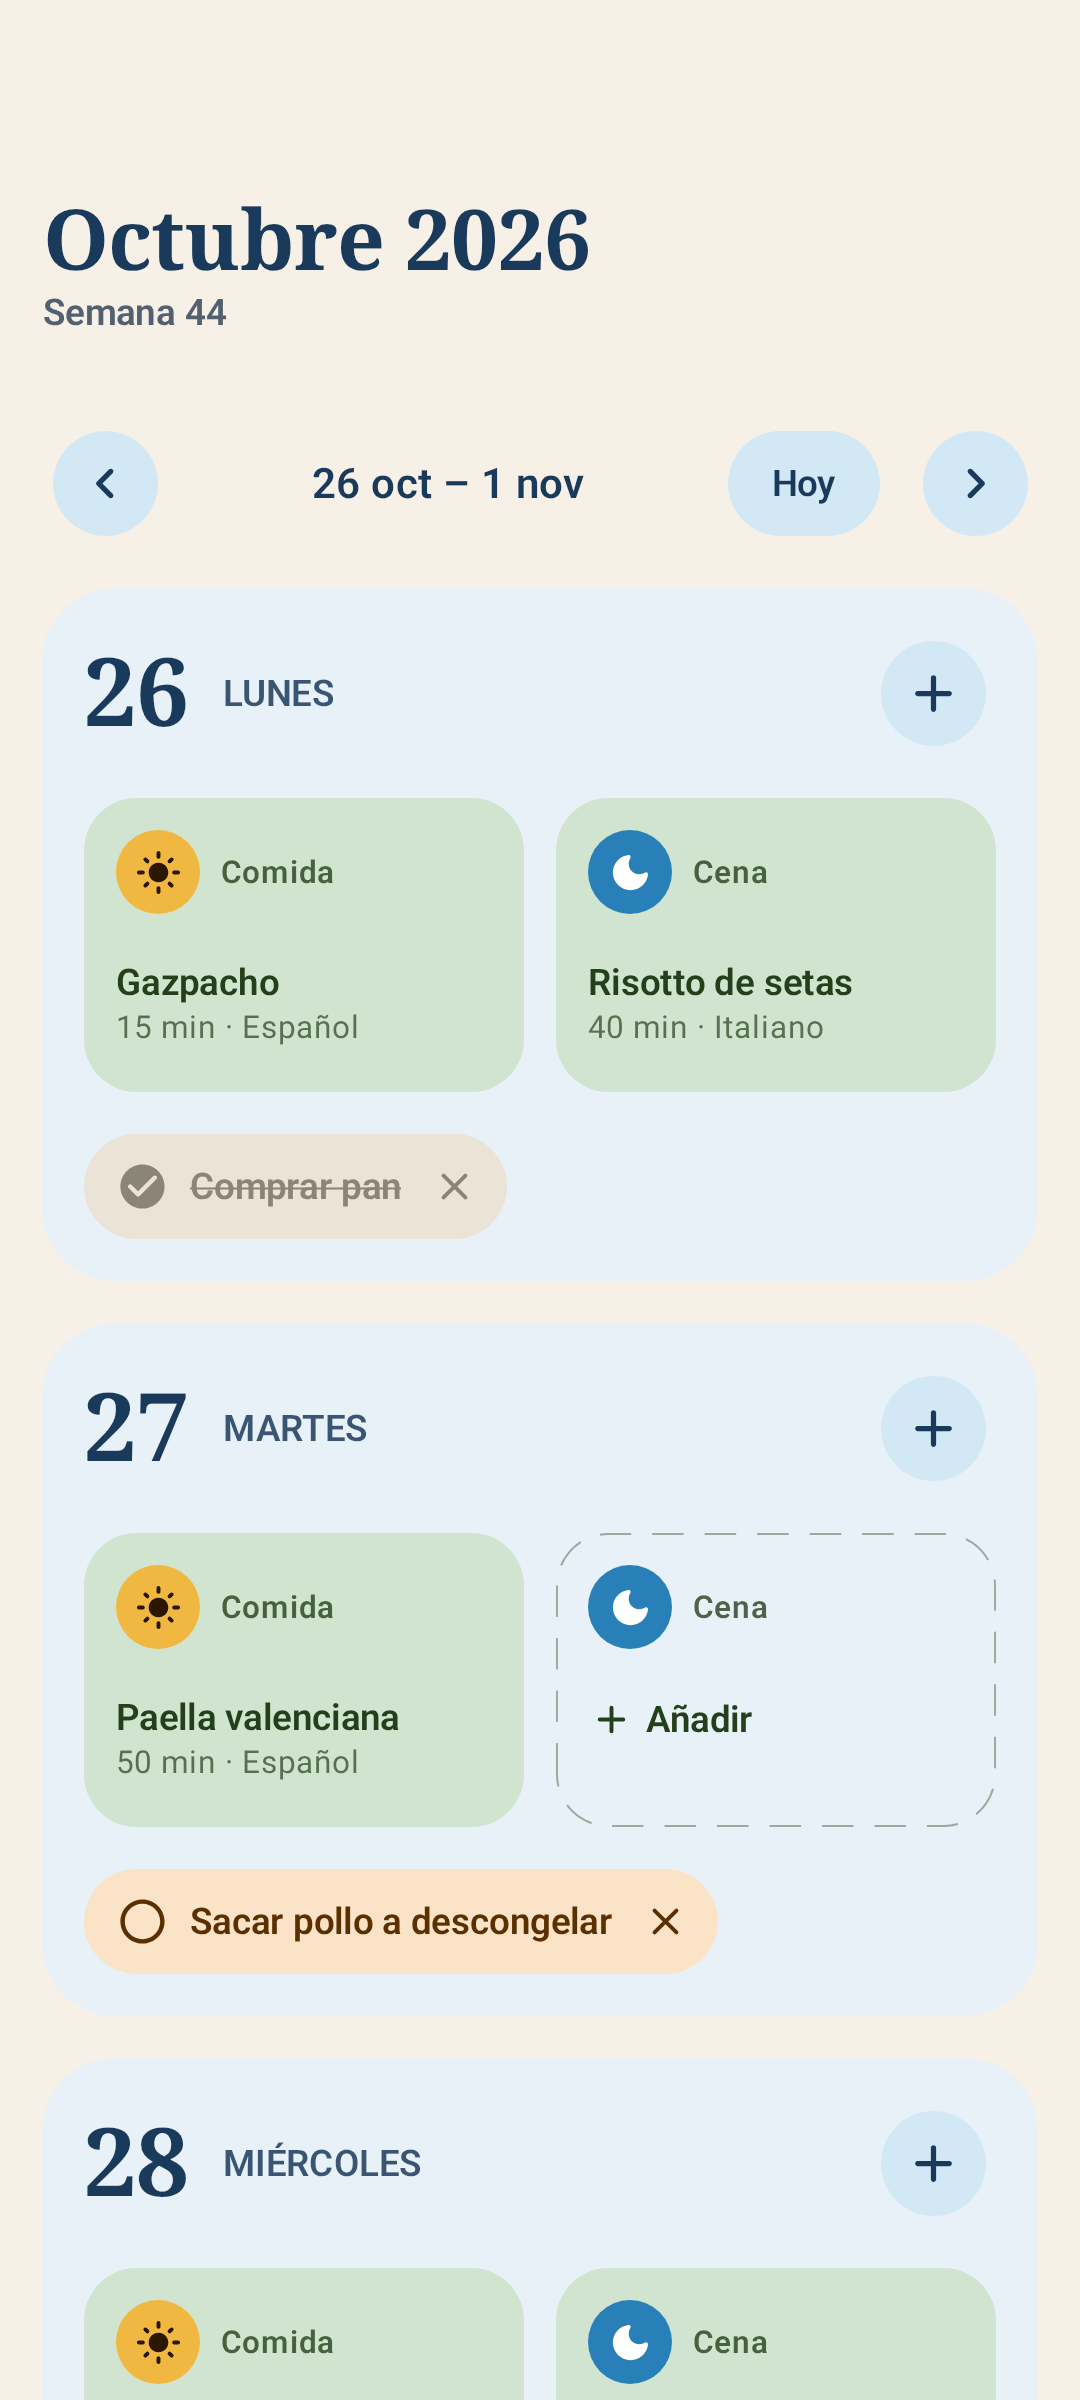 Octubre 2026
Semana 44
26 oct – 1 nov
Hoy
26 LUNES
Comida
Cena
Gazpacho
15 min · Español
Risotto de setas
40 min · Italiano
Comprar pan
27 MARTES
Comida
Cena
Paella valenciana
50 min · Español
Añadir
Sacar pollo a descongelar
28 MIÉRCOLES
Comida
Cena